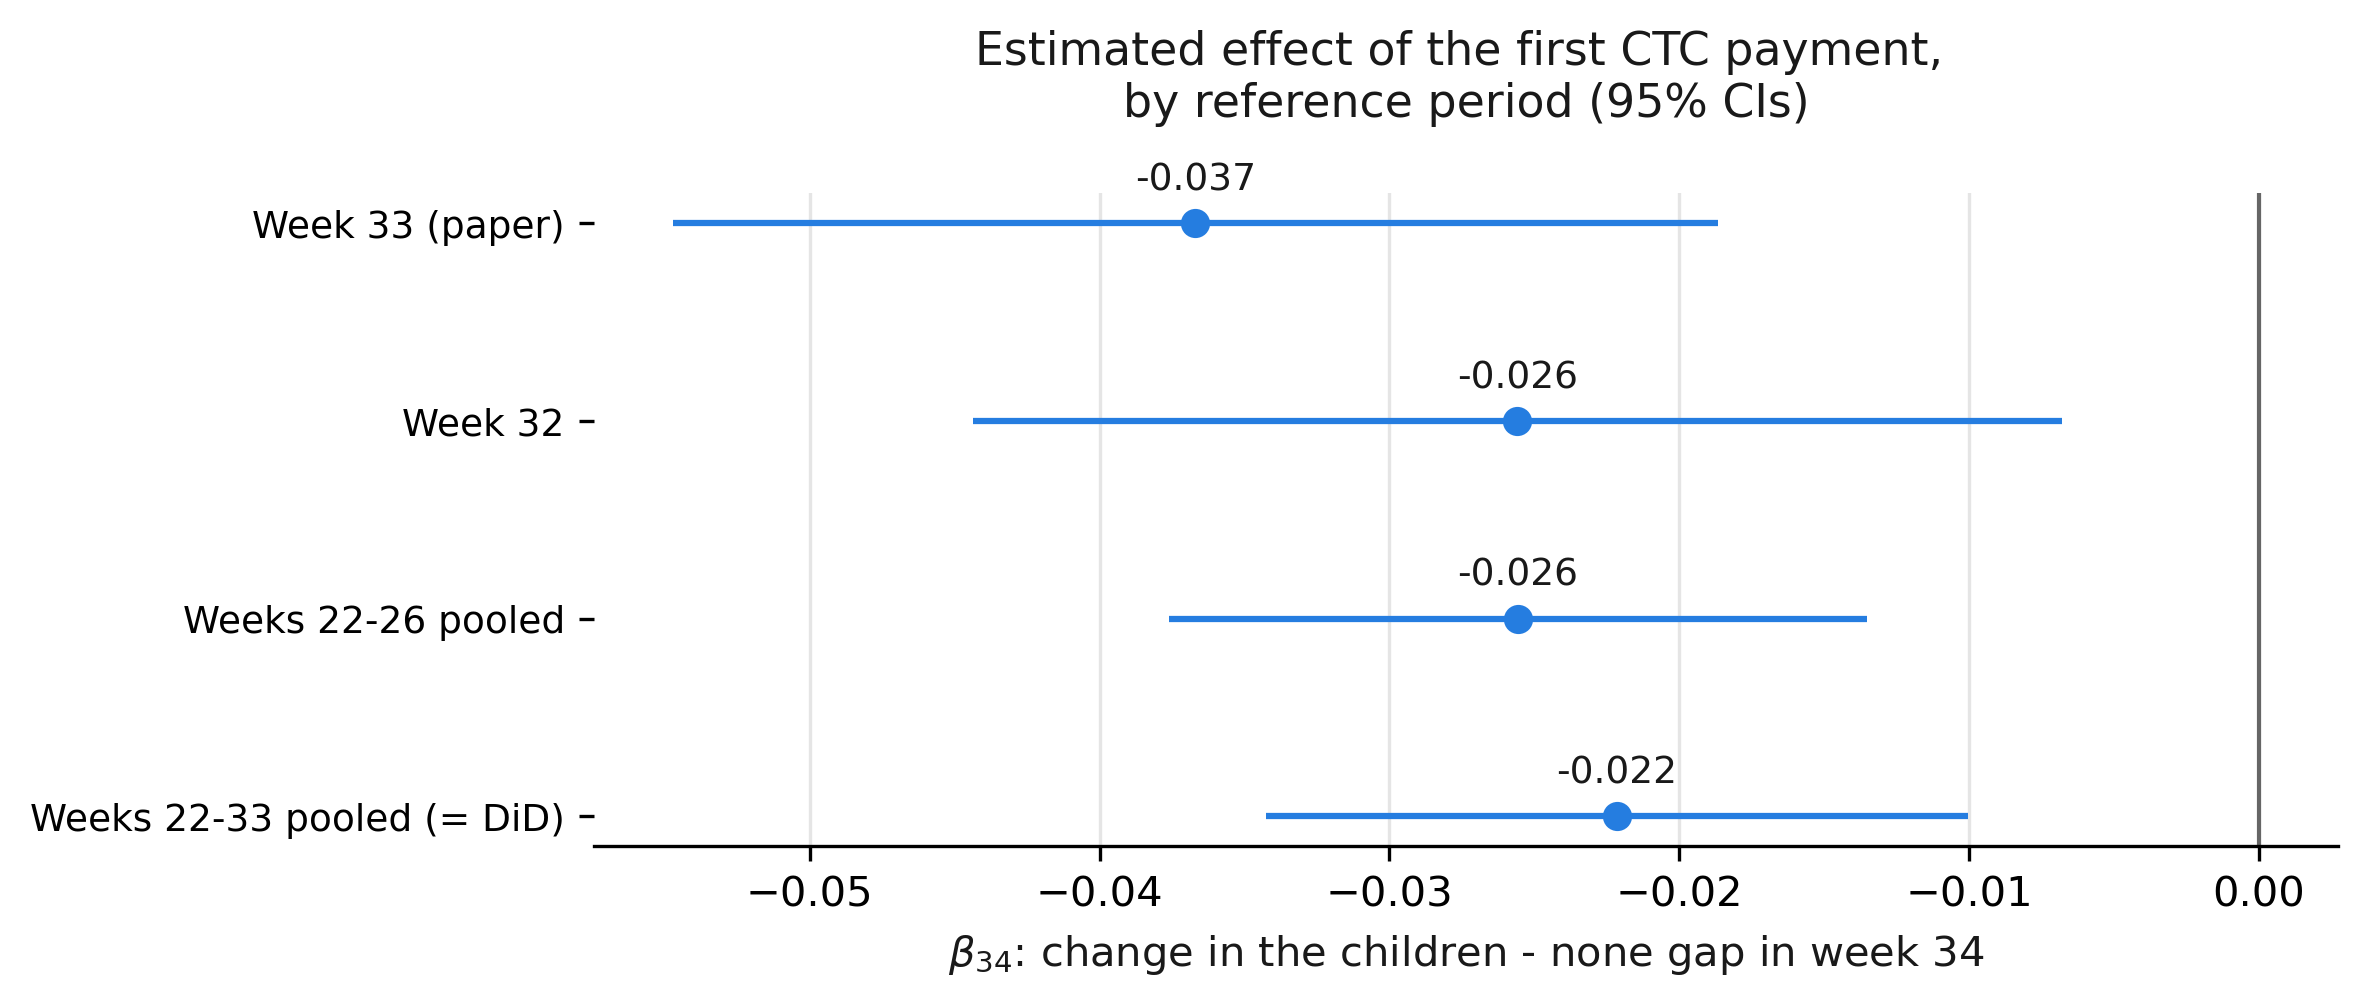 Estimated effect of the first CTC payment,
by reference period (95% CIs)
-0.037
Week 33 (paper)
-0.026
Week 32
-0.026
Weeks 22-26 pooled
-0.022
Weeks 22-33 pooled (= DiD)
−0.05 −0.04 −0.03 −0.02 −0.01 0.00
β₃₄: change in the children - none gap in week 34